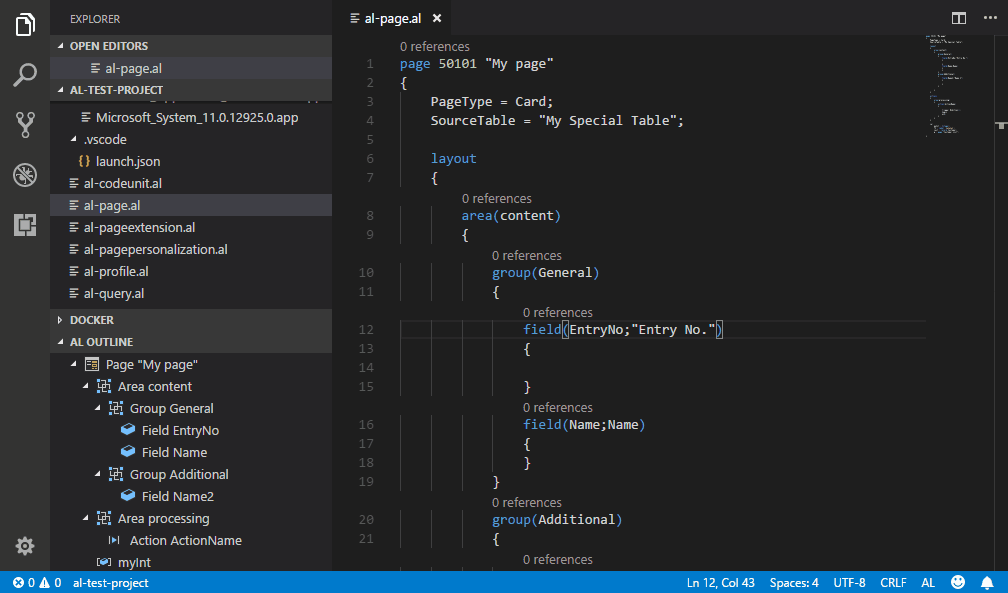 EXPLORER
OPEN EDITORS
al-page.al
AL-TEST-PROJECT
Microsoft_System_11.0.12925.0.app
.vscode
{} launch.json
al-codeunit.al
al-page.al
al-pageextension.al
al-pagepersonalization.al
al-profile.al
al-query.al
DOCKER
AL OUTLINE
Page "My page"
Area content
Group General
Field EntryNo
Field Name
Group Additional
Field Name2
Area processing
Action ActionName
myInt
al-page.al
0 references
1 page 50101 "My page"
2 {
3 PageType = Card;
4 SourceTable = "My Special Table";
5
6 layout
7 {
0 references
8 area(content)
9 {
0 references
10 group(General)
11 {
0 references
12 field(EntryNo;"Entry No.")
13 {
14
15 }
0 references
16 field(Name;Name)
17 {
18 }
19 }
0 references
20 group(Additional)
21 {
0 references
0 0 al-test-project Ln 12, Col 43 Spaces: 4 UTF-8 CRLF AL